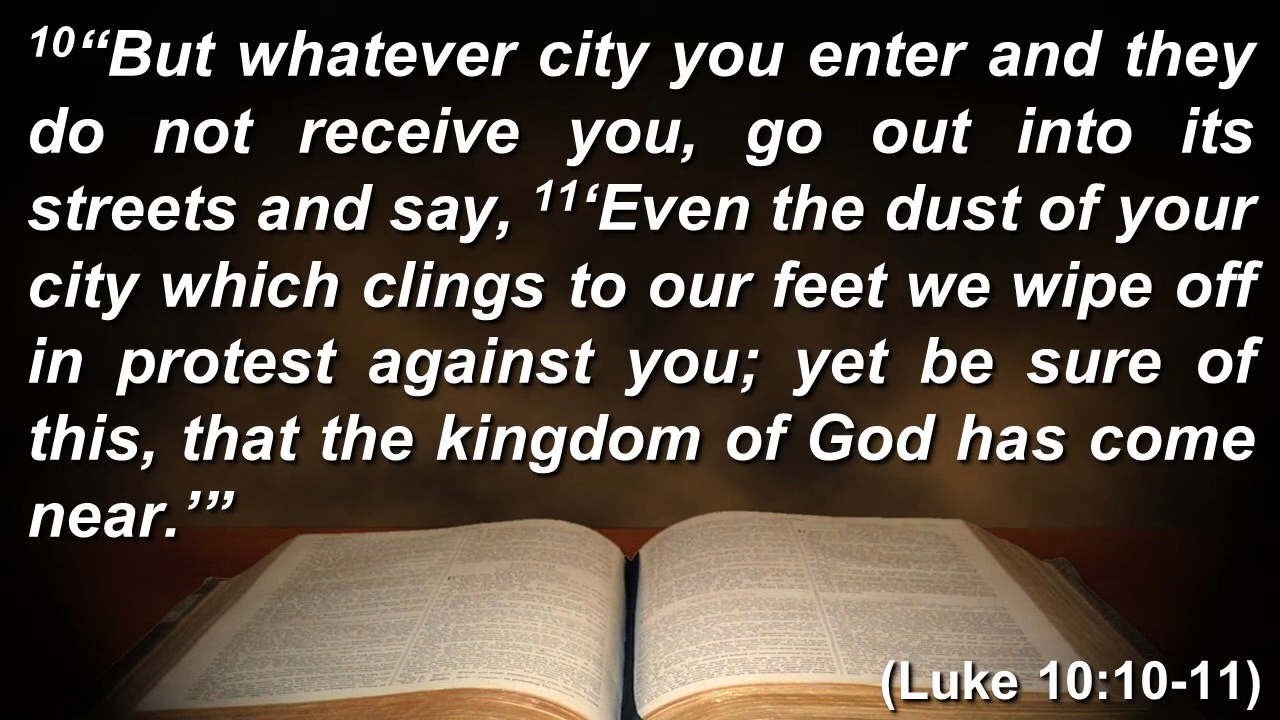 ¹⁰“But whatever city you enter and they
do not receive you, go out into its
streets and say, ¹¹‘Even the dust of your
city which clings to our feet we wipe off
in protest against you; yet be sure of
this, that the kingdom of God has come
near.’”
(Luke 10:10-11)